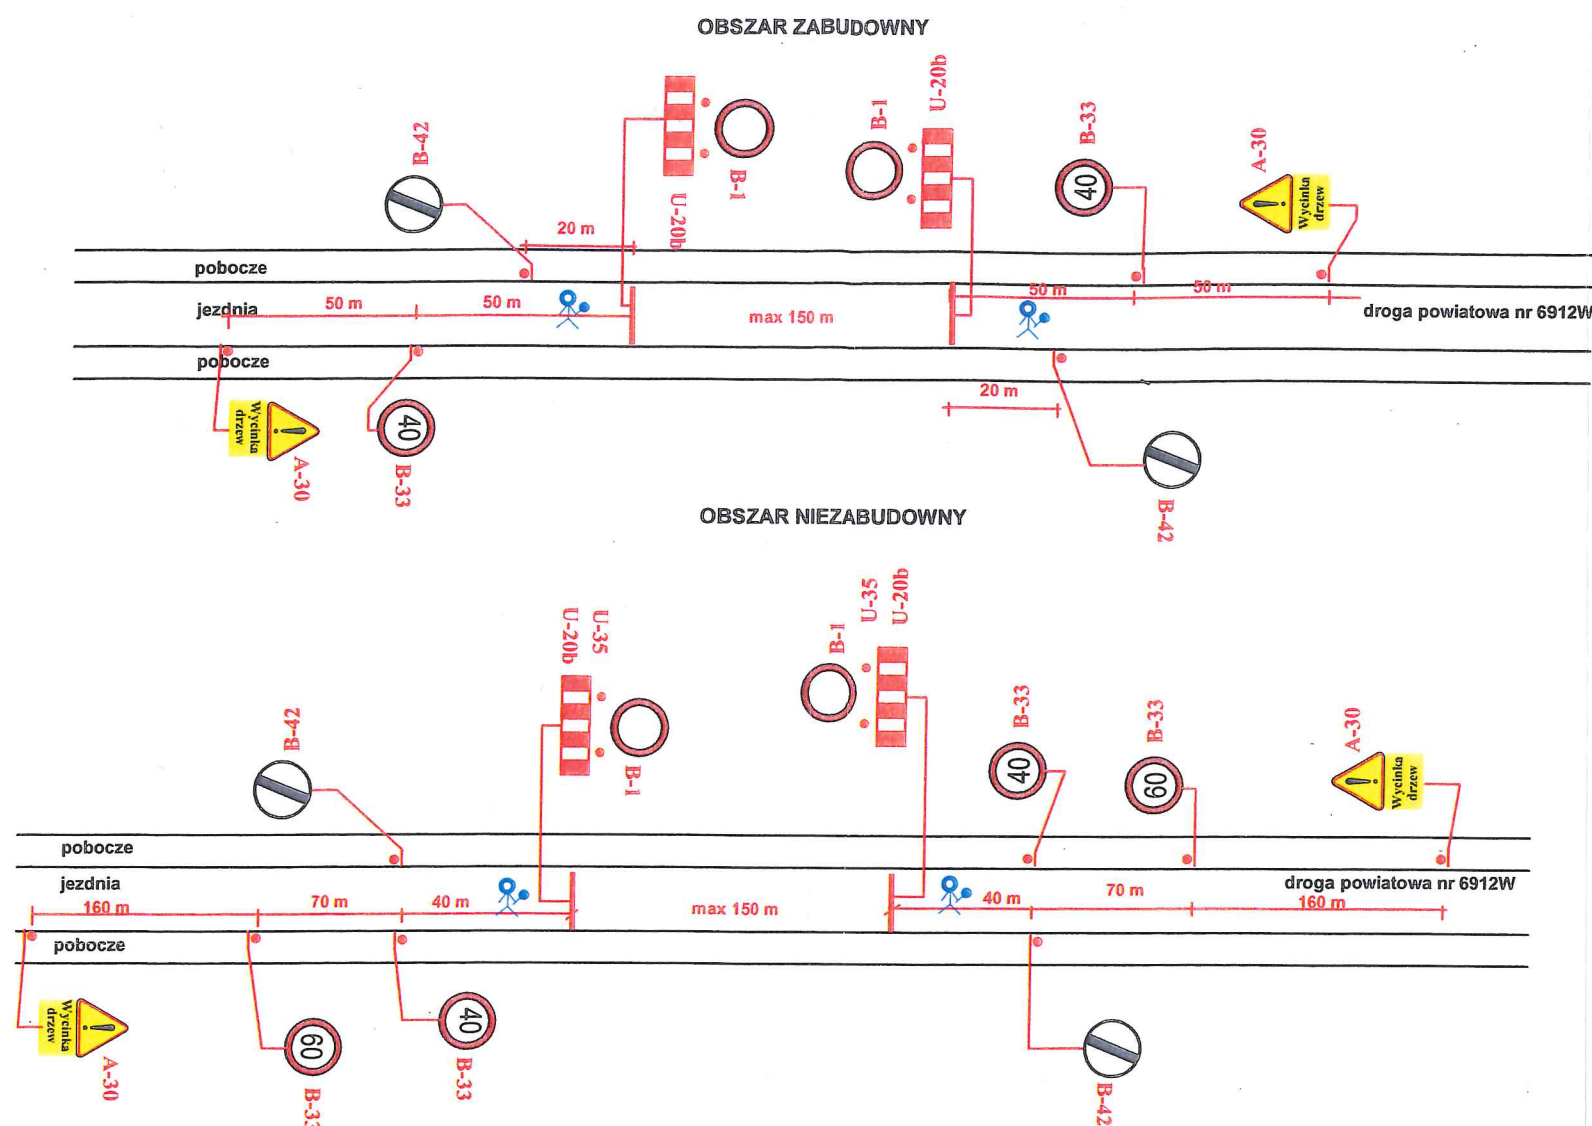 OBSZAR ZABUDOWNY
U-20b
B-1
B-33
B-42
A-30
40
Wycinka
drzew
B-1
U-20b
20 m
pobocze
50 m
50 m
50 m
50 m
jezdnia
max 150 m
droga powiatowa nr 6912W
pobocze
20 m
Wycinka
drzew
40
A-30
B-33
B-42
OBSZAR NIEZABUDOWNY
U-35
U-20b
U-20b
U-35
B-1
B-33
B-33
A-30
B-42
40
60
Wycinka
drzew
B-1
pobocze
jezdnia
droga powiatowa nr 6912W
160 m
70 m
40 m
max 150 m
40 m
70 m
160 m
pobocze
Wycinka
drzew
60
40
A-30
B-33
B-33
B-42